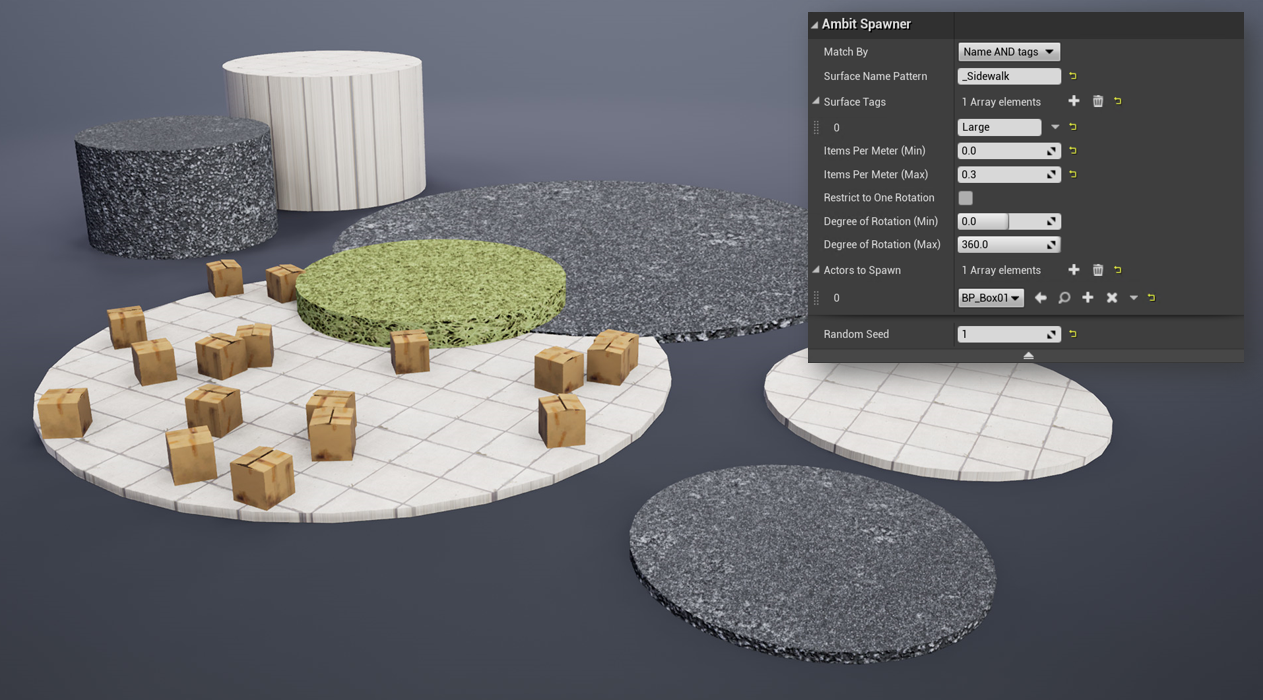 Ambit Spawner
Match By Name AND tags
Surface Name Pattern _Sidewalk
Surface Tags 1 Array elements
0 Large
Items Per Meter (Min) 0.0
Items Per Meter (Max) 0.3
Restrict to One Rotation
Degree of Rotation (Min) 0.0
Degree of Rotation (Max) 360.0
Actors to Spawn 1 Array elements
0 BP_Box01
Random Seed 1